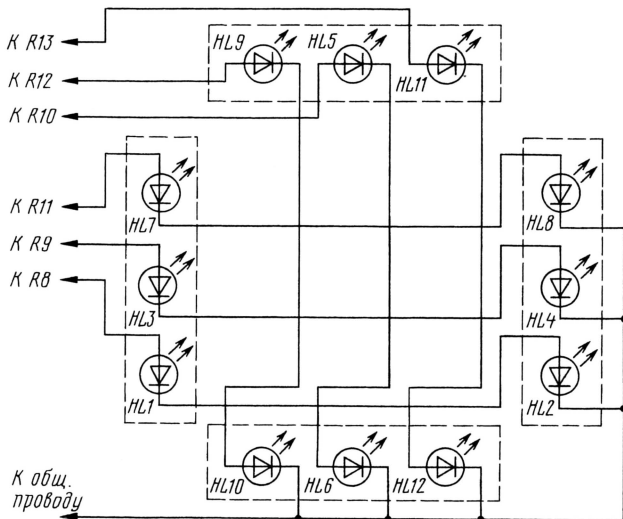 К R13
HL9
HL5
К R12
HL11
К R10
К R11
HL7
HL8
К R9
К R8
HL3
HL4
HL1
HL2
HL10
HL6
HL12
К общ.
проводу